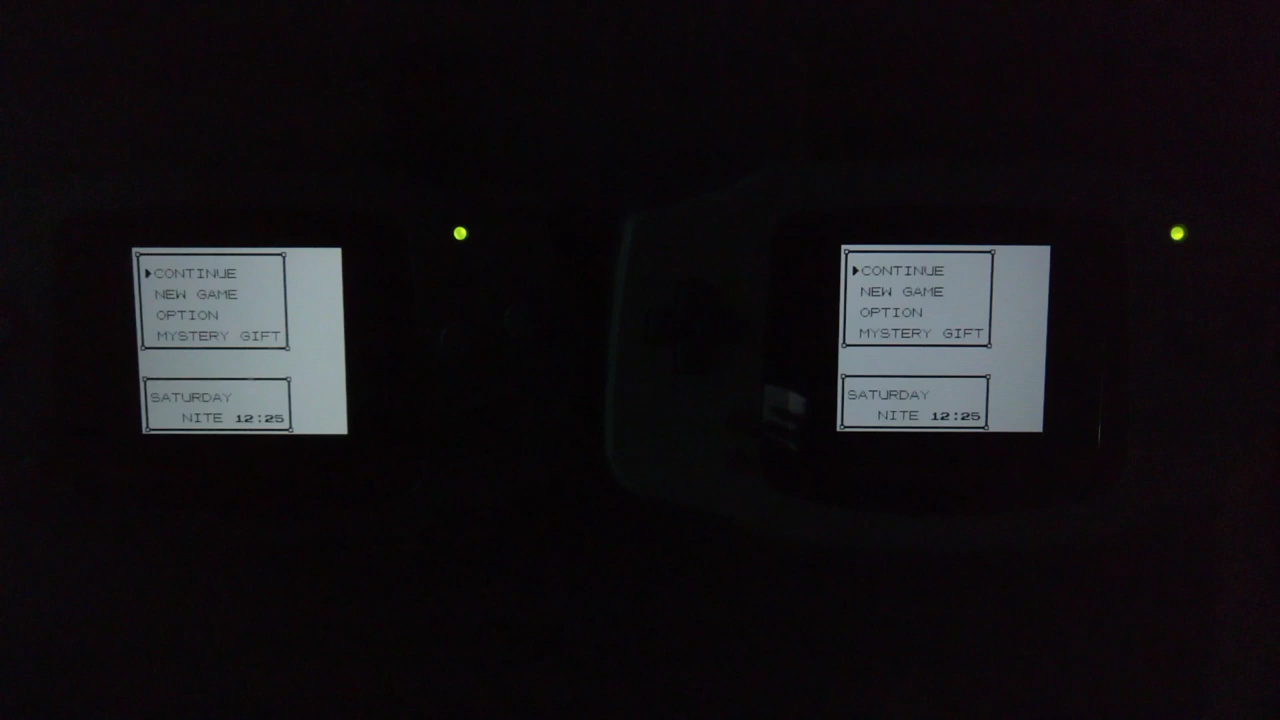 ▶CONTINUE
NEW GAME
OPTION
MYSTERY GIFT
SATURDAY
NITE 12:25
▶CONTINUE
NEW GAME
OPTION
MYSTERY GIFT
SATURDAY
NITE 12:25